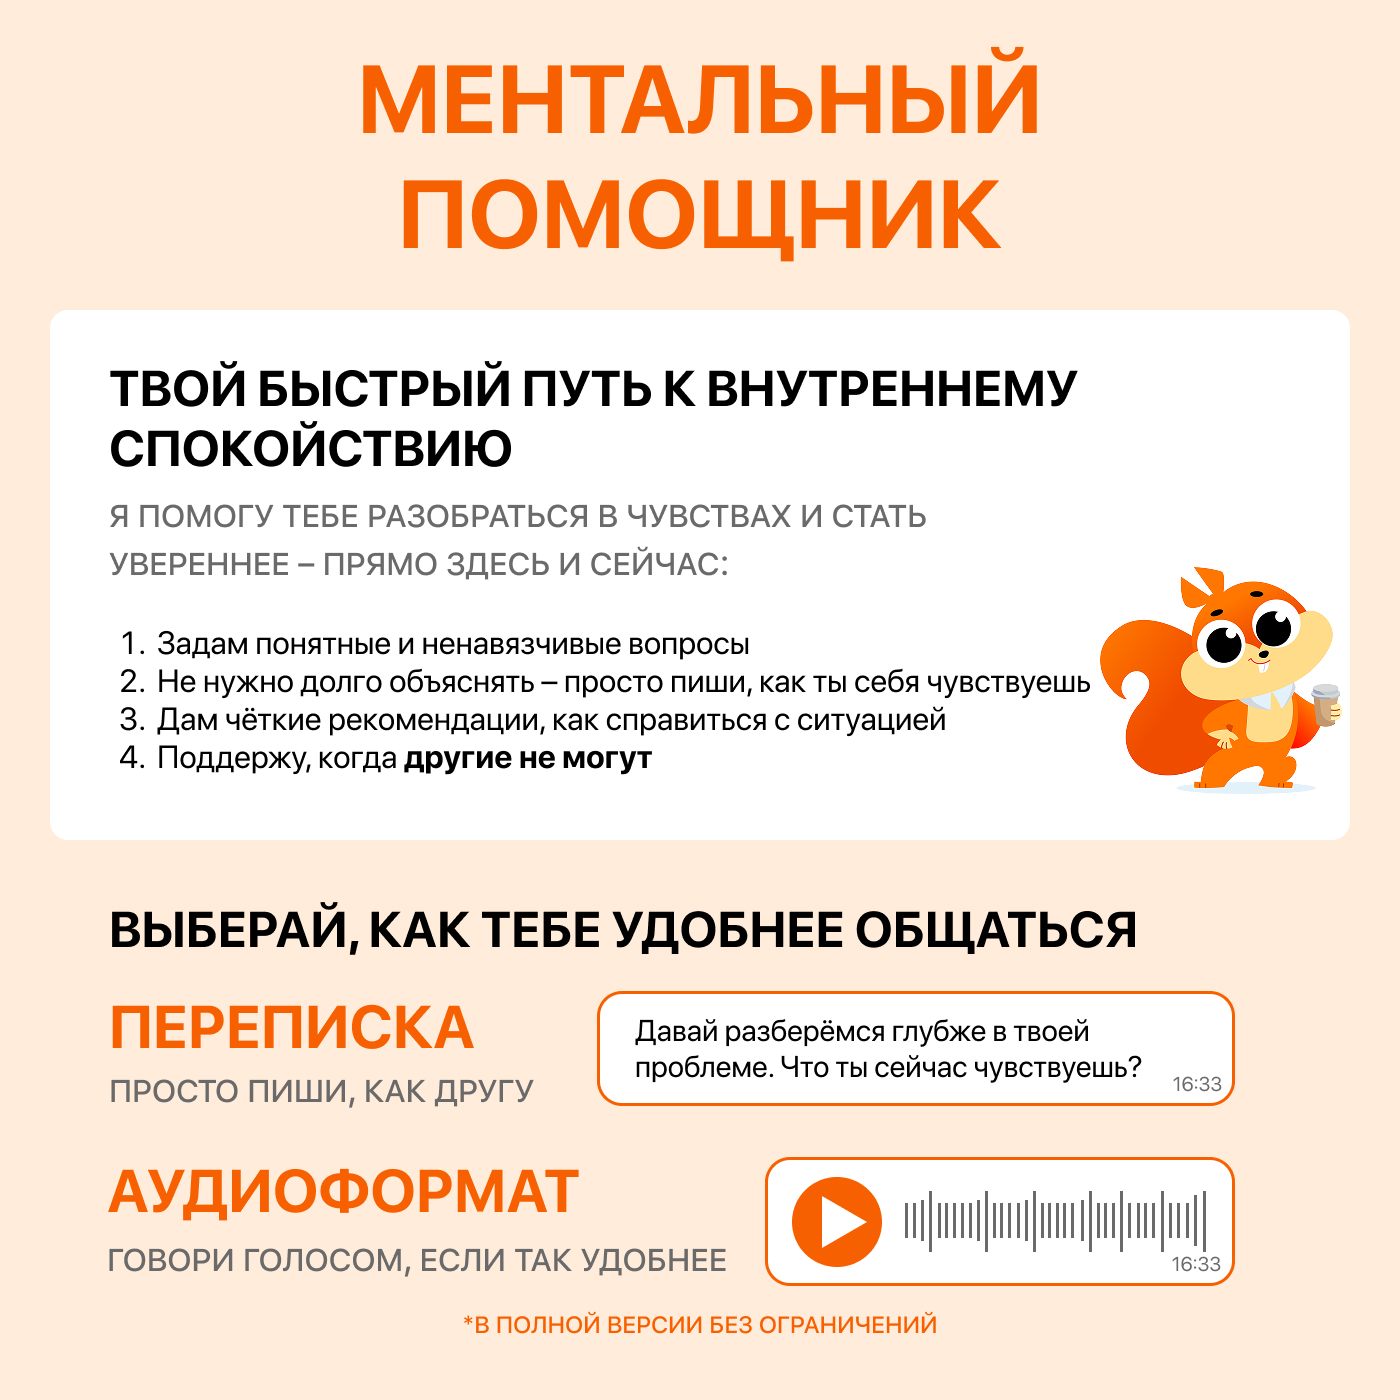 МЕНТАЛЬНЫЙ
ПОМОЩНИК
ТВОЙ БЫСТРЫЙ ПУТЬ К ВНУТРЕННЕМУ
СПОКОЙСТВИЮ
Я ПОМОГУ ТЕБЕ РАЗОБРАТЬСЯ В ЧУВСТВАХ И СТАТЬ
УВЕРЕННЕЕ – ПРЯМО ЗДЕСЬ И СЕЙЧАС:
1. Задам понятные и ненавязчивые вопросы
2. Не нужно долго объяснять – просто пиши, как ты себя чувствуешь
3. Дам чёткие рекомендации, как справиться с ситуацией
4. Поддержу, когда другие не могут
ВЫБЕРАЙ, КАК ТЕБЕ УДОБНЕЕ ОБЩАТЬСЯ
ПЕРЕПИСКА
ПРОСТО ПИШИ, КАК ДРУГУ
Давай разберёмся глубже в твоей
проблеме. Что ты сейчас чувствуешь?
16:33
АУДИОФОРМАТ
ГОВОРИ ГОЛОСОМ, ЕСЛИ ТАК УДОБНЕЕ
16:33
*В ПОЛНОЙ ВЕРСИИ БЕЗ ОГРАНИЧЕНИЙ